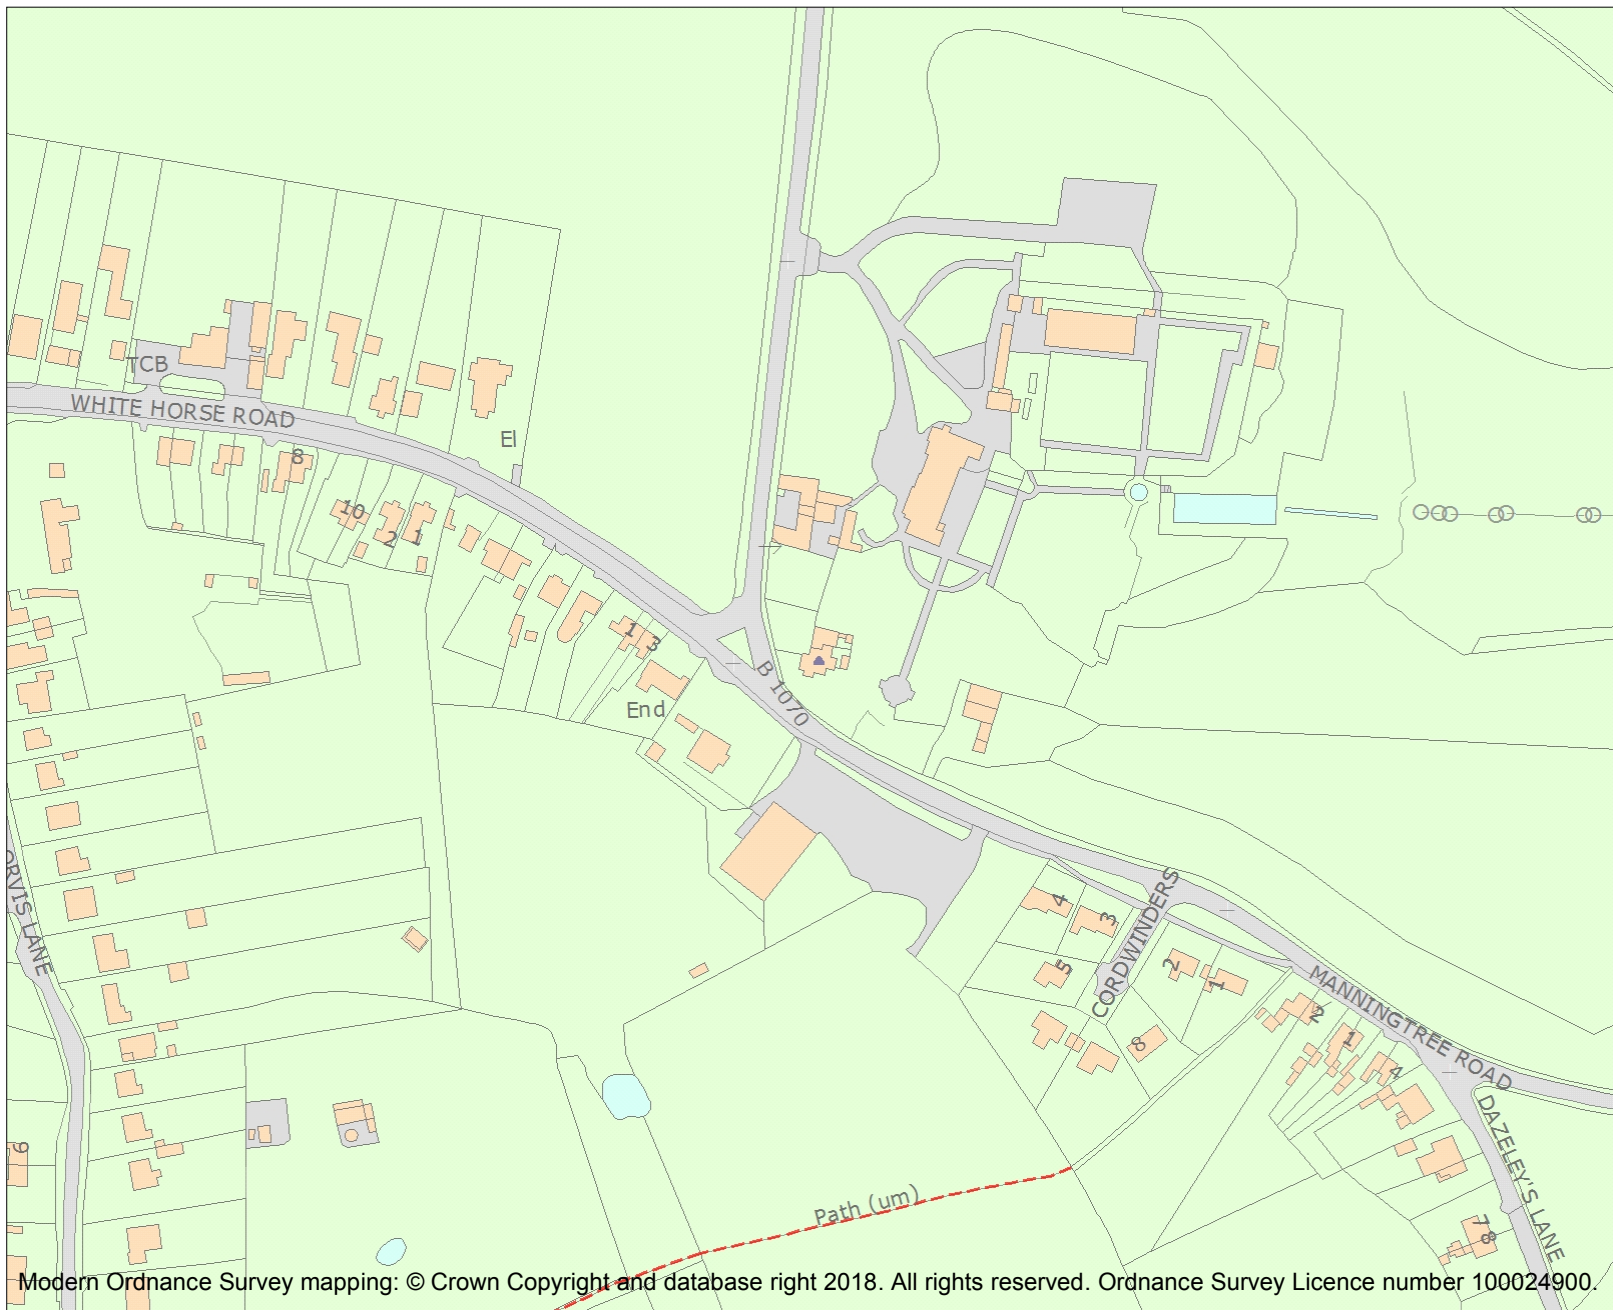 TCB
WHITE HORSE ROAD
El
8
10
2
1
1
3
B 1070
End
ORVIS LANE
4
3
5
CORDWINDERS
2
1
8
MANNINGTREE ROAD
2
1
4
DAZELEY'S LANE
7
8
6
Path (um)
Modern Ordnance Survey mapping: © Crown Copyright and database right 2018. All rights reserved. Ordnance Survey Licence number 100024900.